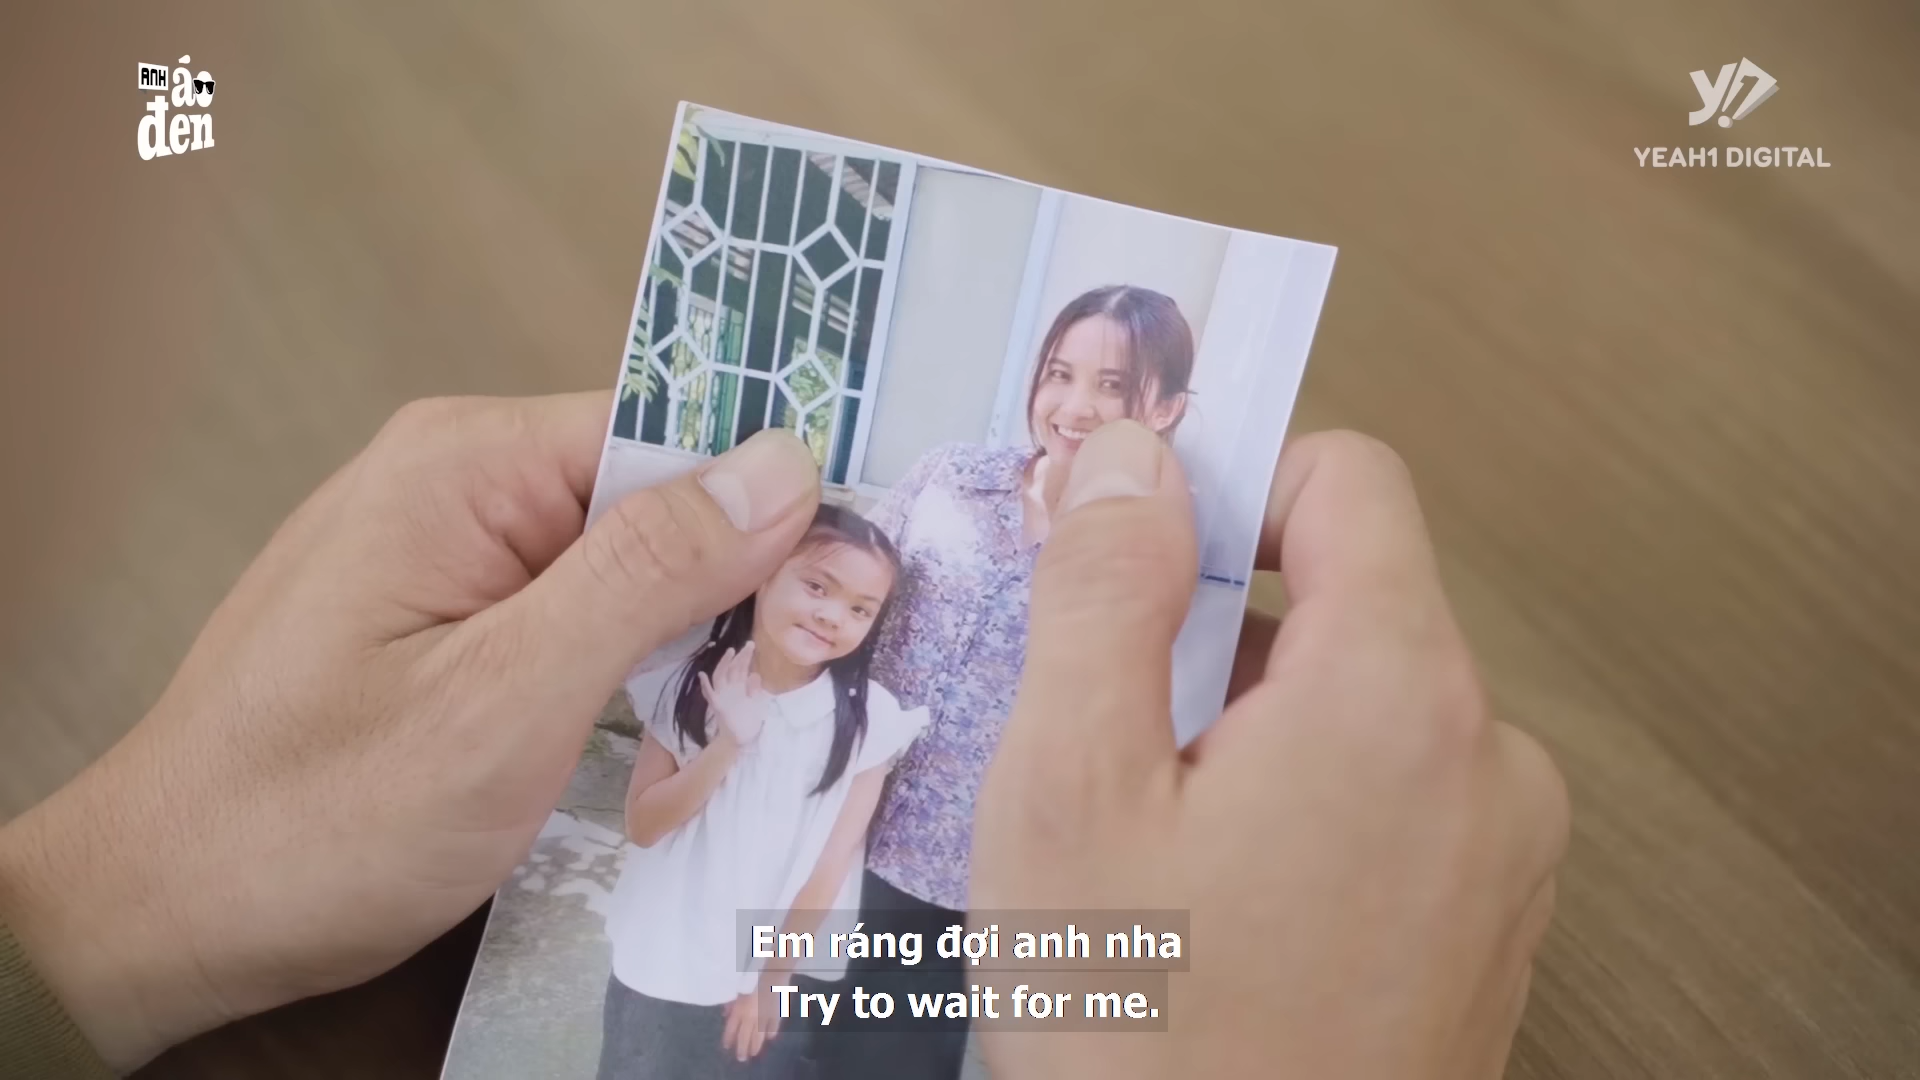 ANH
áo
đen
YEAH1 DIGITAL
Em ráng đợi anh nha
Try to wait for me.